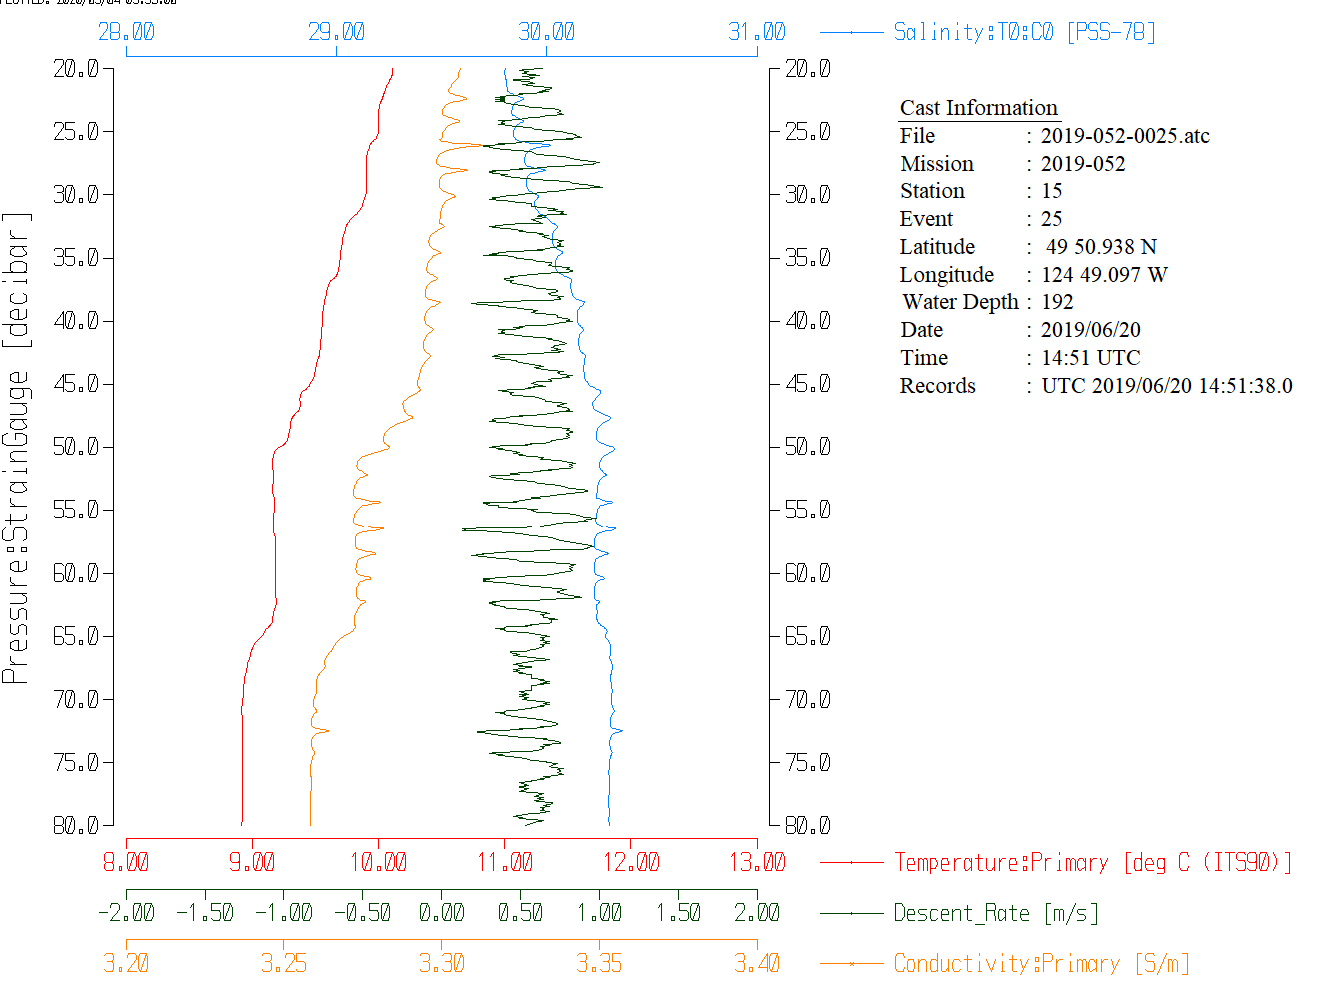 28.00 29.00 30.00 31.00 Salinity:T0:C0 [PSS-78]
20.0 20.0
25.0 25.0
30.0 30.0
35.0 35.0
40.0 40.0
45.0 45.0
50.0 50.0
55.0 55.0
60.0 60.0
65.0 65.0
70.0 70.0
75.0 75.0
80.0 80.0
Pressure:StrainGauge [decibar]
Cast Information
File : 2019-052-0025.atc
Mission : 2019-052
Station : 15
Event : 25
Latitude : 49 50.938 N
Longitude : 124 49.097 W
Water Depth : 192
Date : 2019/06/20
Time : 14:51 UTC
Records : UTC 2019/06/20 14:51:38.0
8.00 9.00 10.00 11.00 12.00 13.00 Temperature:Primary [deg C (ITS90)]
-2.00 -1.50 -1.00 -0.50 0.00 0.50 1.00 1.50 2.00 Descent_Rate [m/s]
3.20 3.25 3.30 3.35 3.40 Conductivity:Primary [S/m]